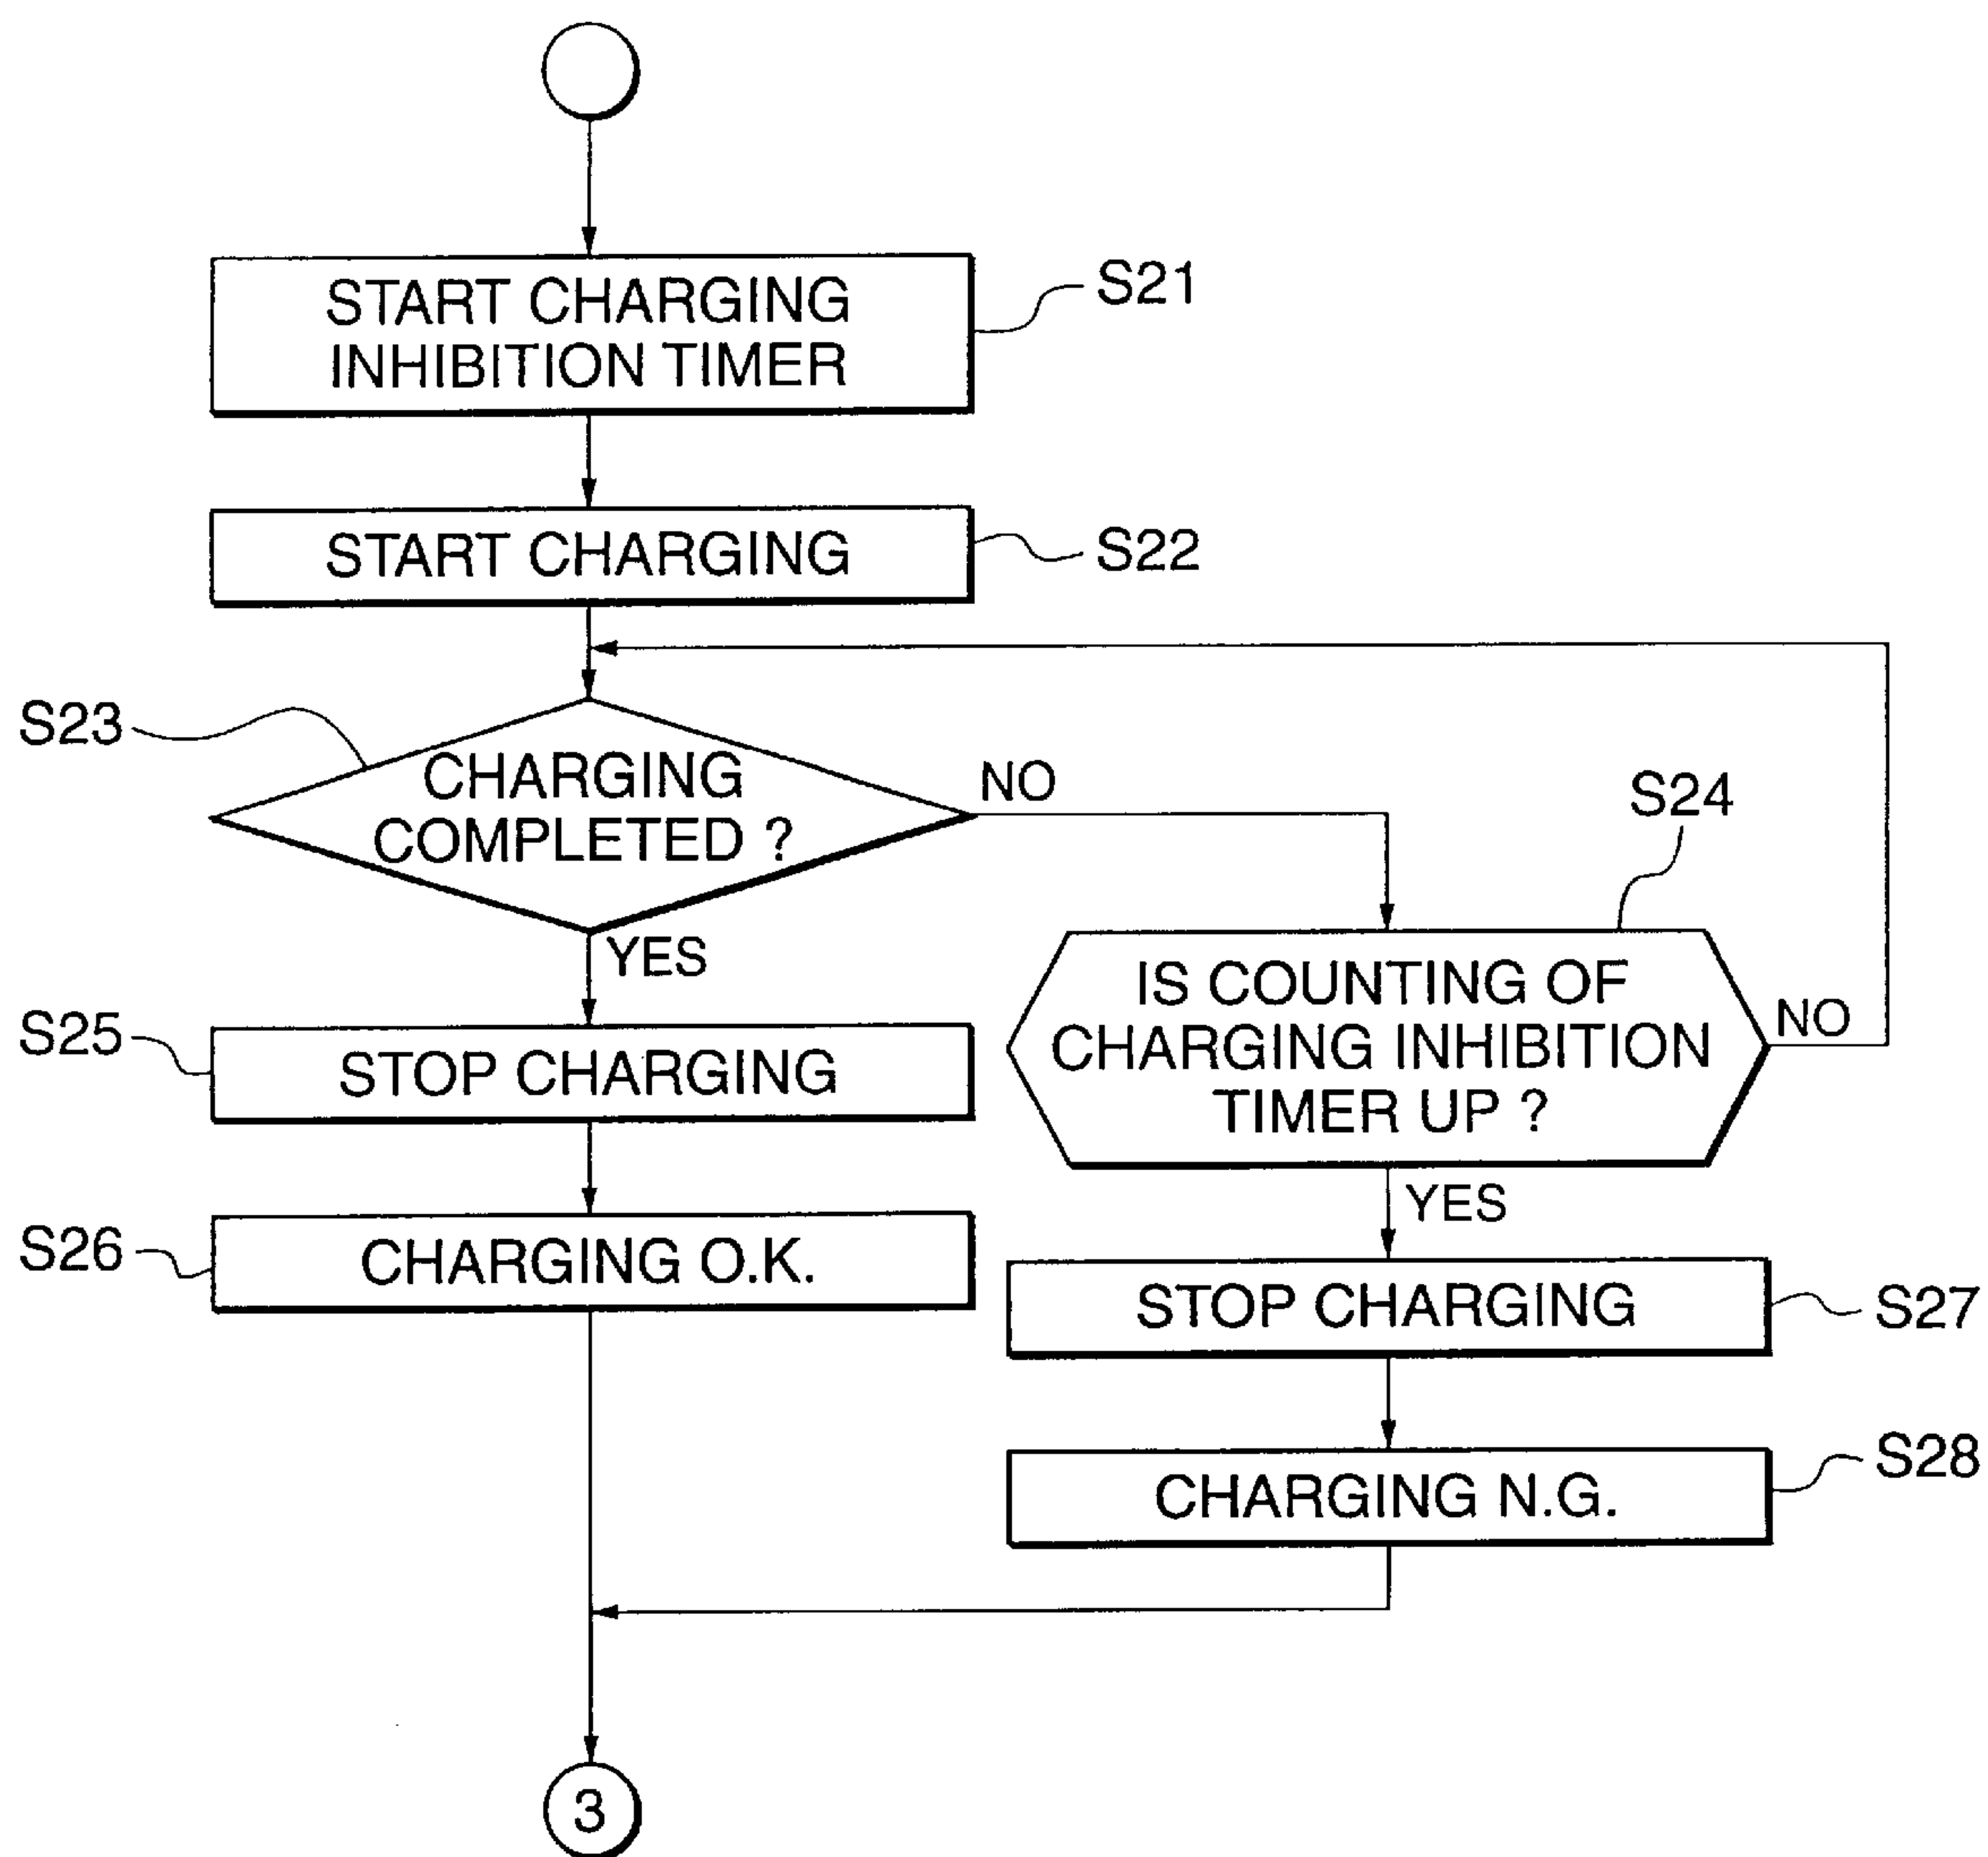 START CHARGING
INHIBITION TIMER
S21
START CHARGING
S22
S23
CHARGING
COMPLETED ?
NO
YES
S24
IS COUNTING OF
CHARGING INHIBITION
TIMER UP ?
NO
YES
S25
STOP CHARGING
S26
CHARGING O.K.
STOP CHARGING
S27
CHARGING N.G.
S28
3